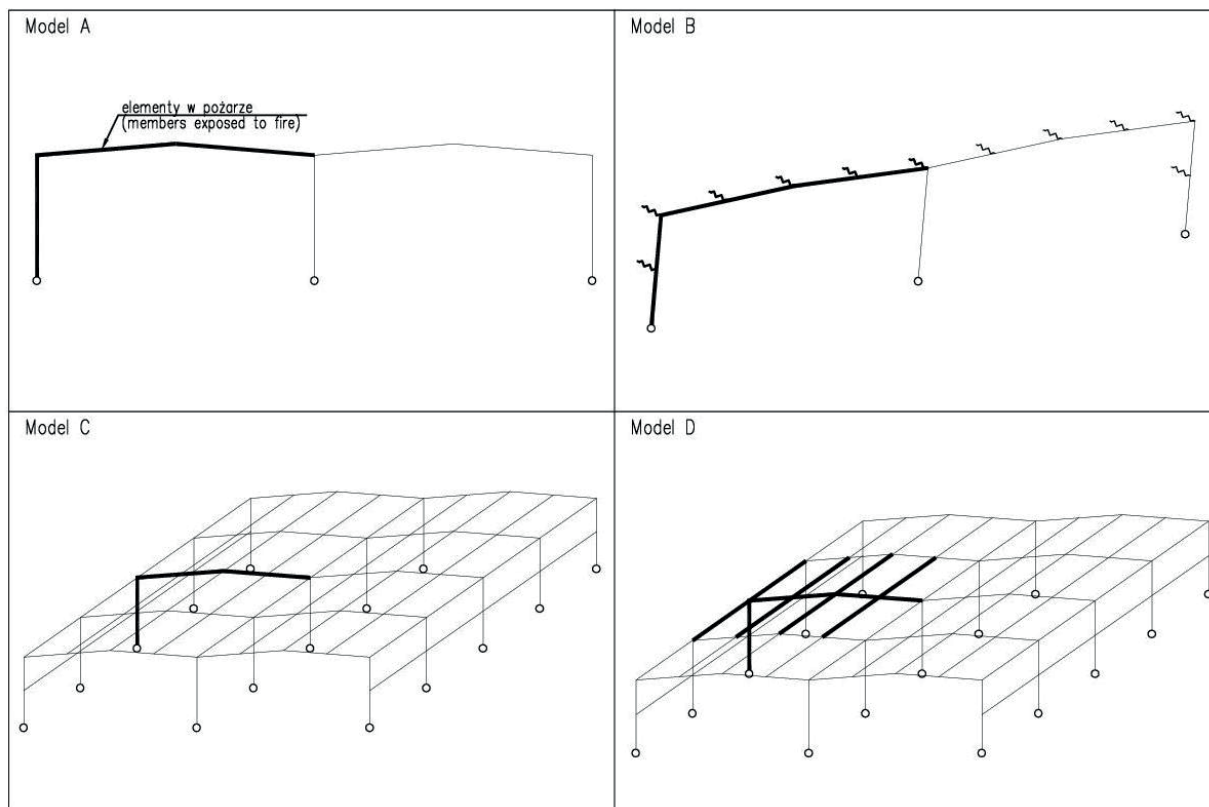 Model A
elementy w pożarze
(members exposed to fire)
Model B
Model C
Model D